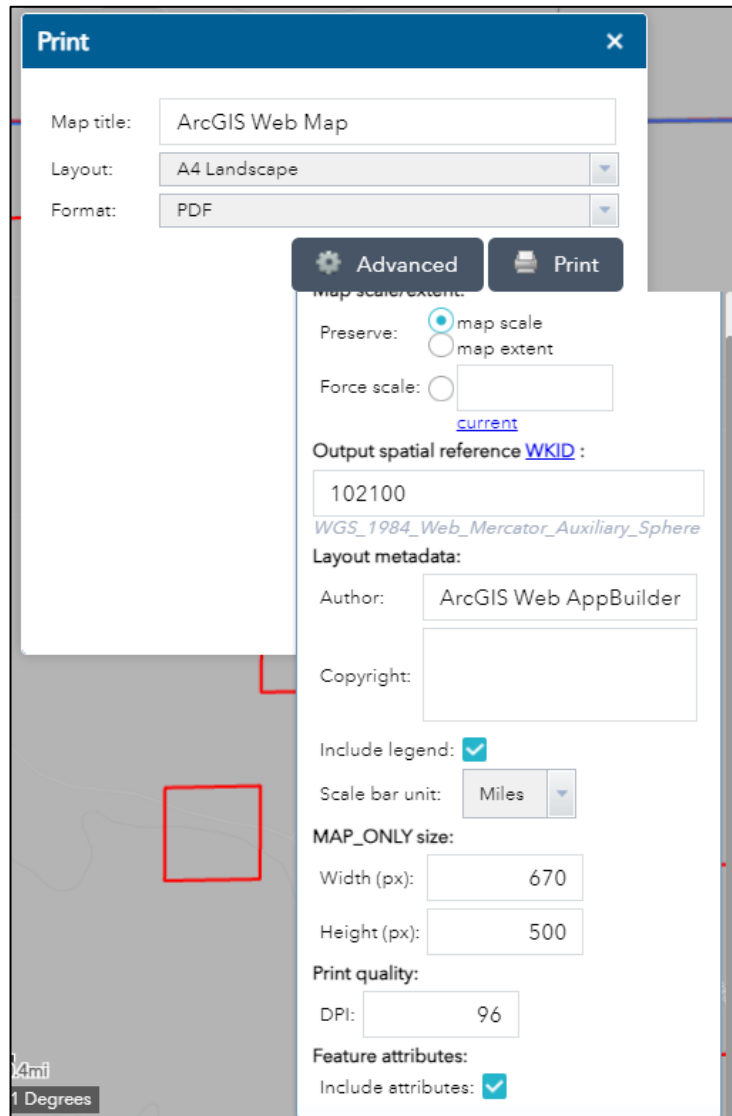 Print
Map title: ArcGIS Web Map
Layout: A4 Landscape
Format: PDF
Advanced Print
Map scale/extent:
Preserve: map scale
map extent
Force scale:
current
Output spatial reference WKID :
102100
WGS_1984_Web_Mercator_Auxiliary_Sphere
Layout metadata:
Author: ArcGIS Web AppBuilder
Copyright:
Include legend:
Scale bar unit: Miles
MAP_ONLY size:
Width (px): 670
Height (px): 500
Print quality:
DPI: 96
Feature attributes:
Include attributes:
.4mi
1 Degrees